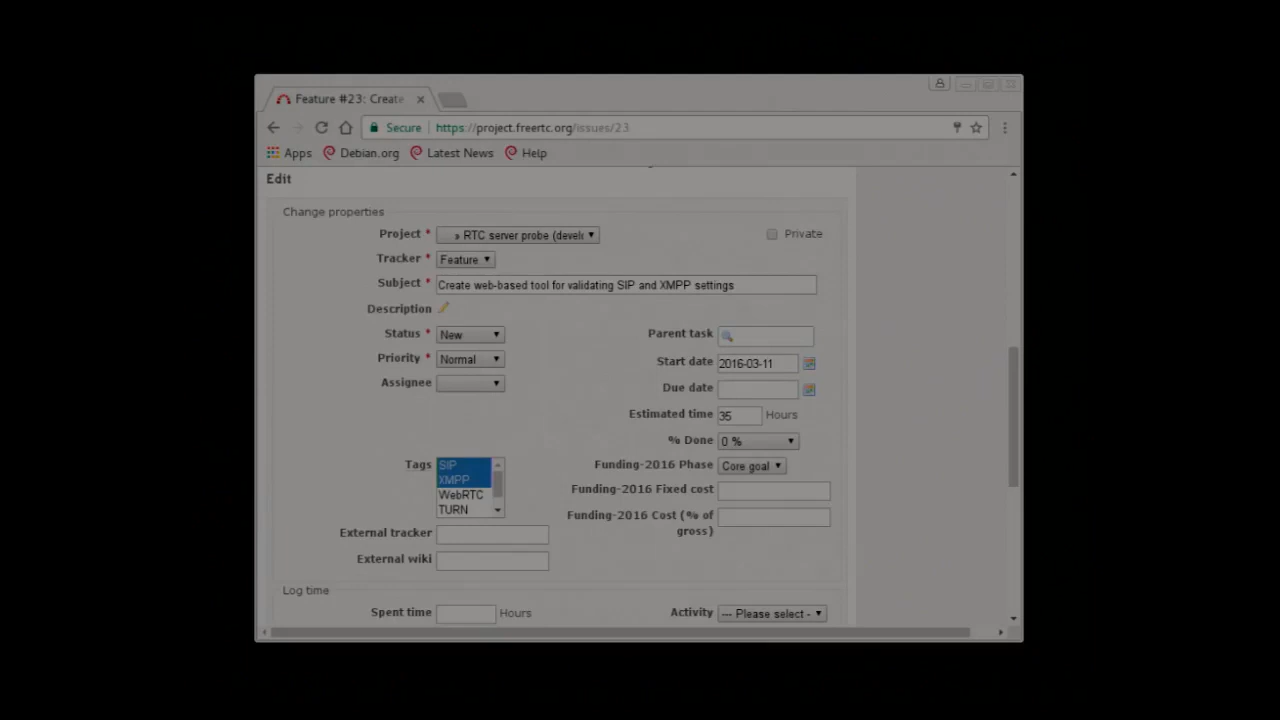 Feature #23: Create
Secure https://project.freertc.org/issues/23
Apps Debian.org Latest News Help
Edit
Change properties
Project * » RTC server probe (develo Private
Tracker * Feature
Subject * Create web-based tool for validating SIP and XMPP settings
Description
Status * New Parent task
Priority * Normal Start date 2016-03-11
Assignee Due date
Estimated time 35 Hours
% Done 0 %
Tags SIP Funding-2016 Phase Core goal
XMPP
WebRTC Funding-2016 Fixed cost
TURN Funding-2016 Cost (% of
gross)
External tracker
External wiki
Log time
Spent time Hours Activity --- Please select -